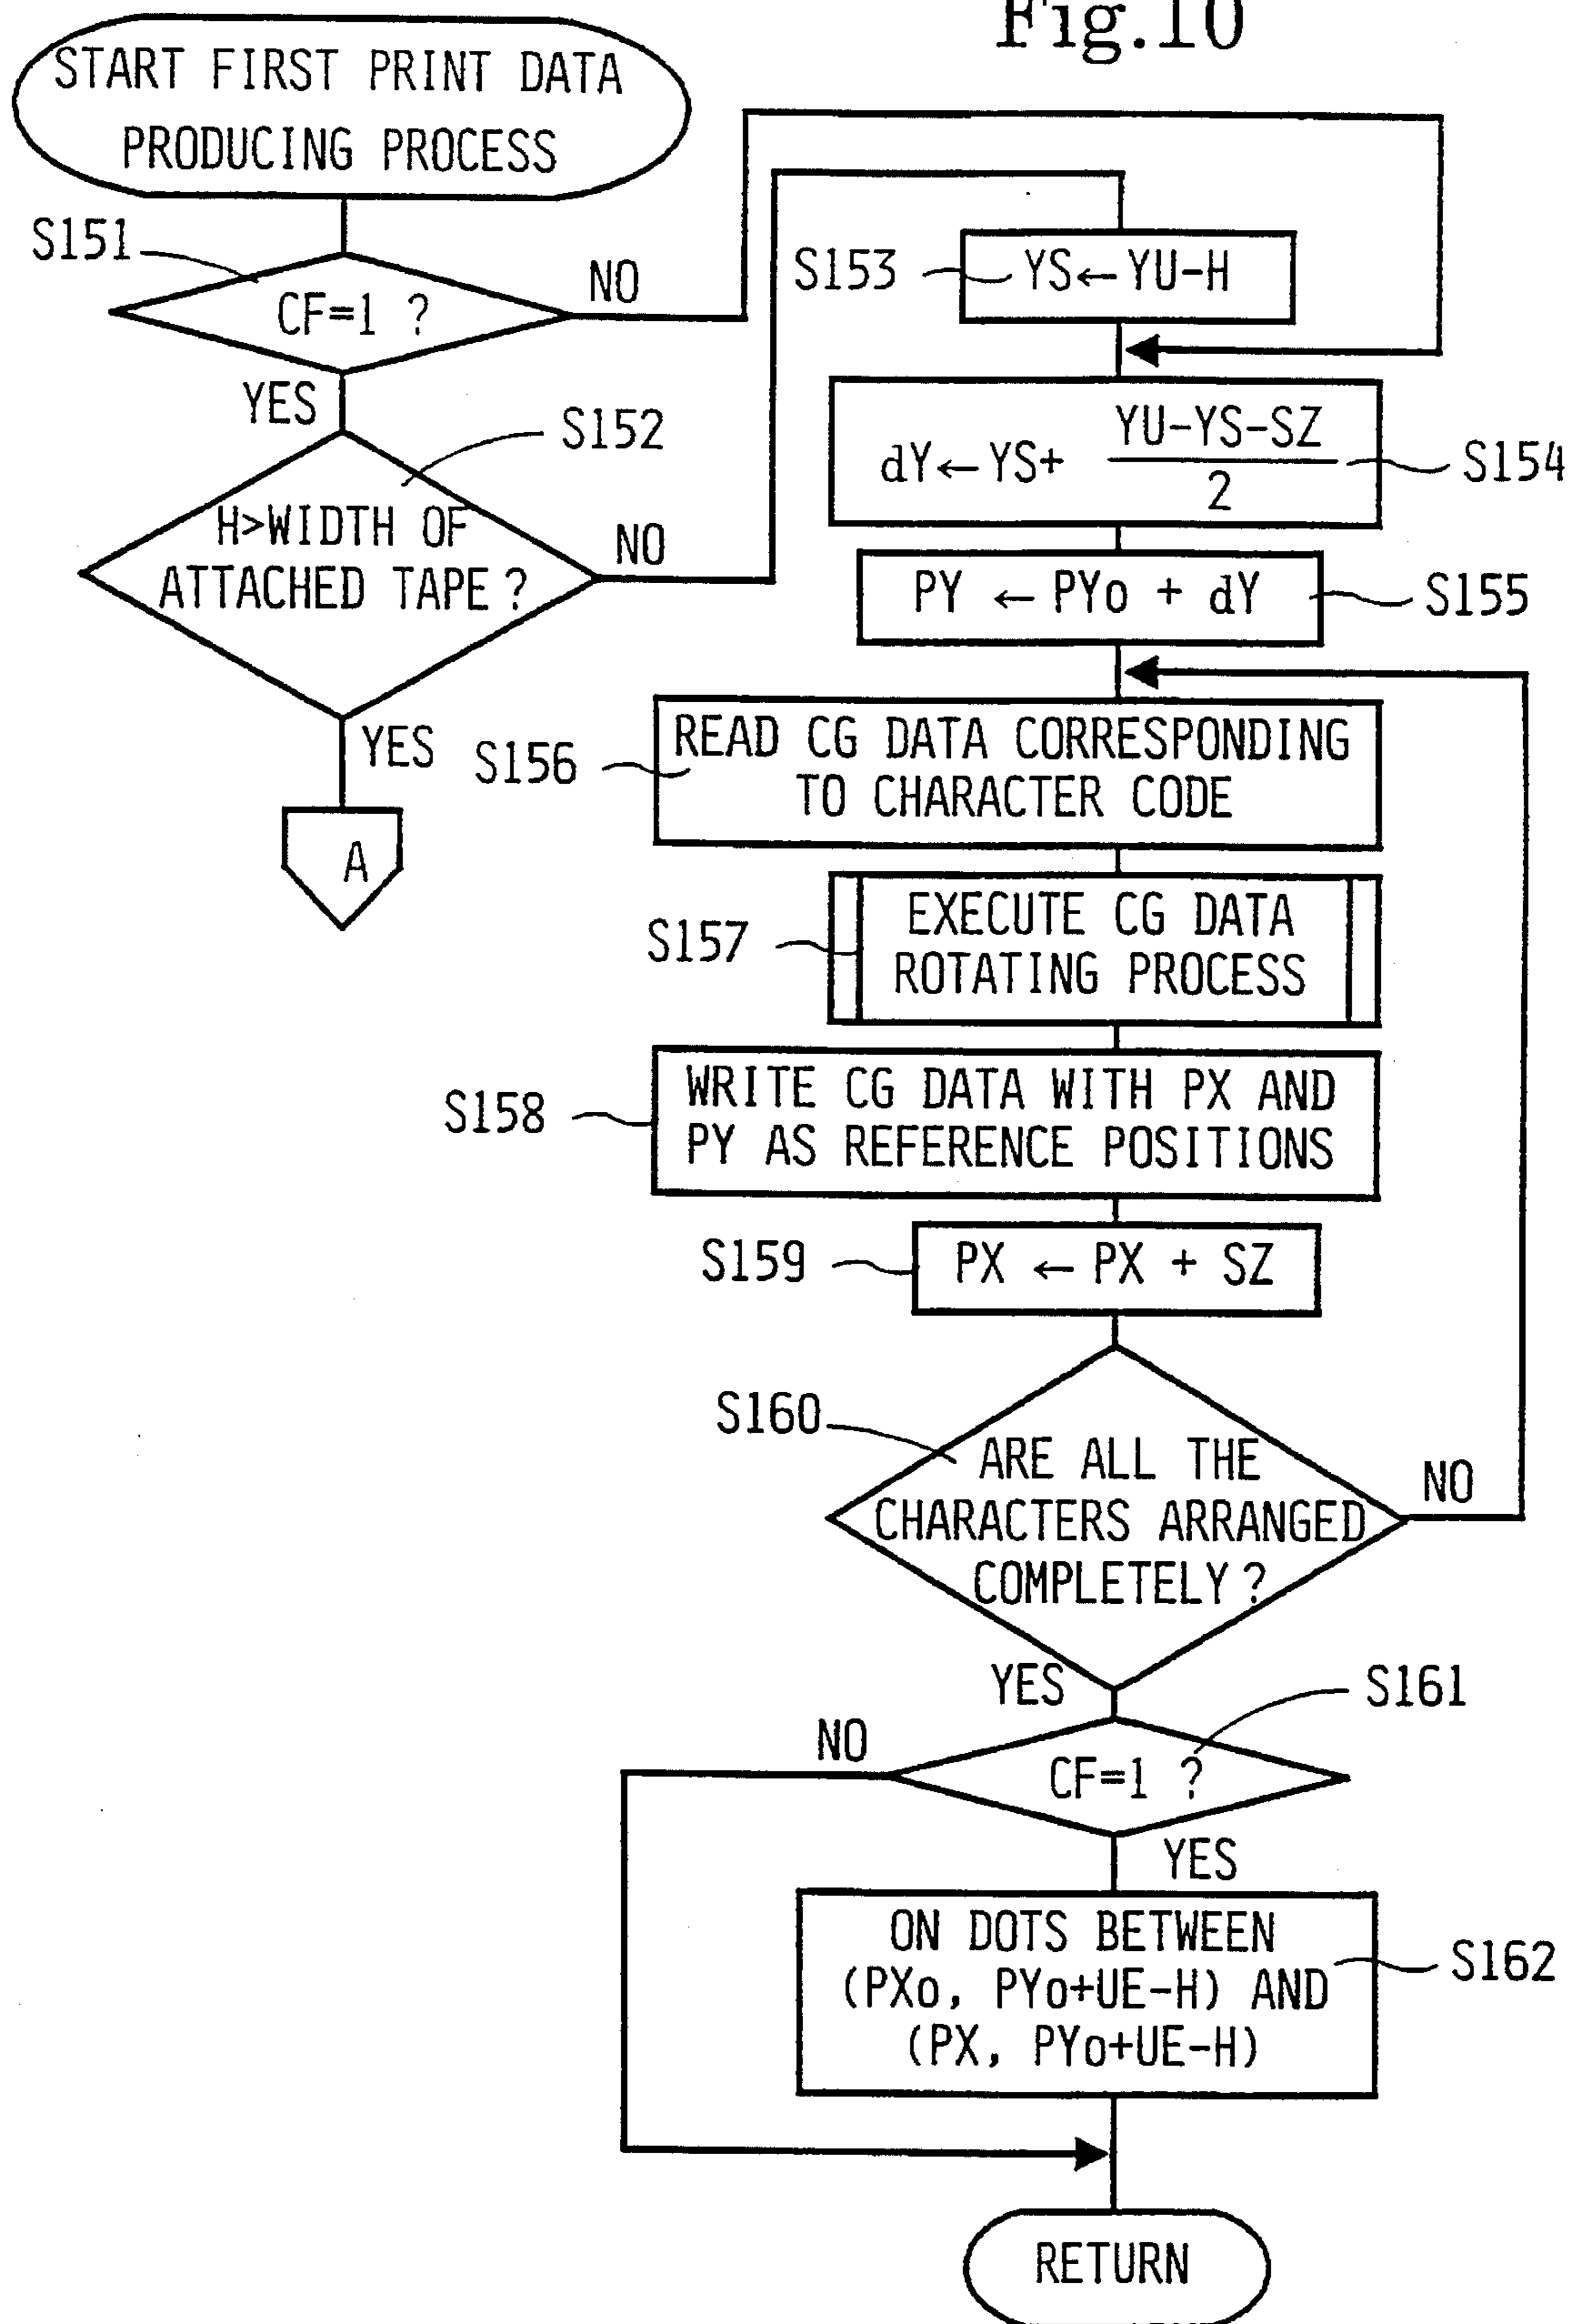 Fig.10
START FIRST PRINT DATA
PRODUCING PROCESS
S151
CF=1 ?
NO
YES
S152
H>WIDTH OF
ATTACHED TAPE?
NO
YES
A
S153
YS←YU-H
dY←YS+
YU-YS-SZ
2
S154
PY ← PYo + dY
S155
S156
READ CG DATA CORRESPONDING
TO CHARACTER CODE
S157
EXECUTE CG DATA
ROTATING PROCESS
S158
WRITE CG DATA WITH PX AND
PY AS REFERENCE POSITIONS
S159
PX ← PX + SZ
S160
ARE ALL THE
CHARACTERS ARRANGED
COMPLETELY?
NO
YES
S161
NO
CF=1 ?
YES
ON DOTS BETWEEN
(PXo, PYo+UE-H) AND
(PX, PYo+UE-H)
S162
RETURN